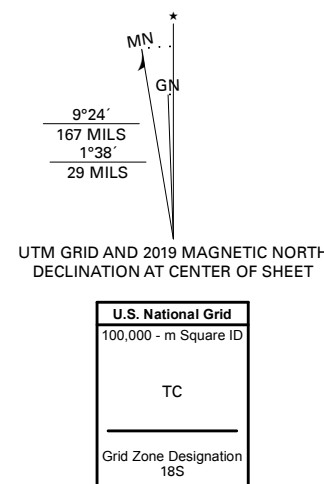 ★
MN
GN
9°24´
167 MILS
1°38´
29 MILS
UTM GRID AND 2019 MAGNETIC NORTH
DECLINATION AT CENTER OF SHEET
U.S. National Grid
100,000 - m Square ID
TC
Grid Zone Designation
18S